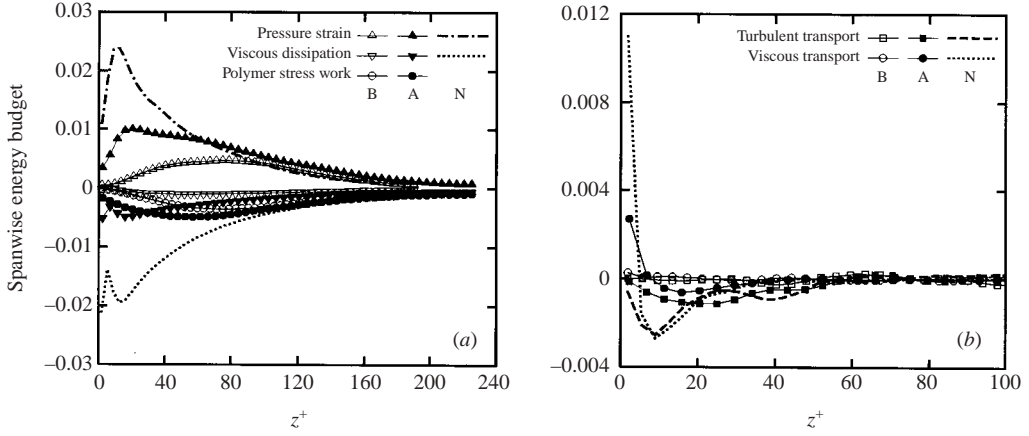 Spanwise energy budget
0.03
0.02
0.01
0
−0.01
−0.02
−0.03
Pressure strain
Viscous dissipation
Polymer stress work
B A N
(a)
0 40 80 120 160 200 240
z+
0.012
0.008
0.004
0
−0.004
Turbulent transport
Viscous transport
B A N
(b)
0 20 40 60 80 100
z+